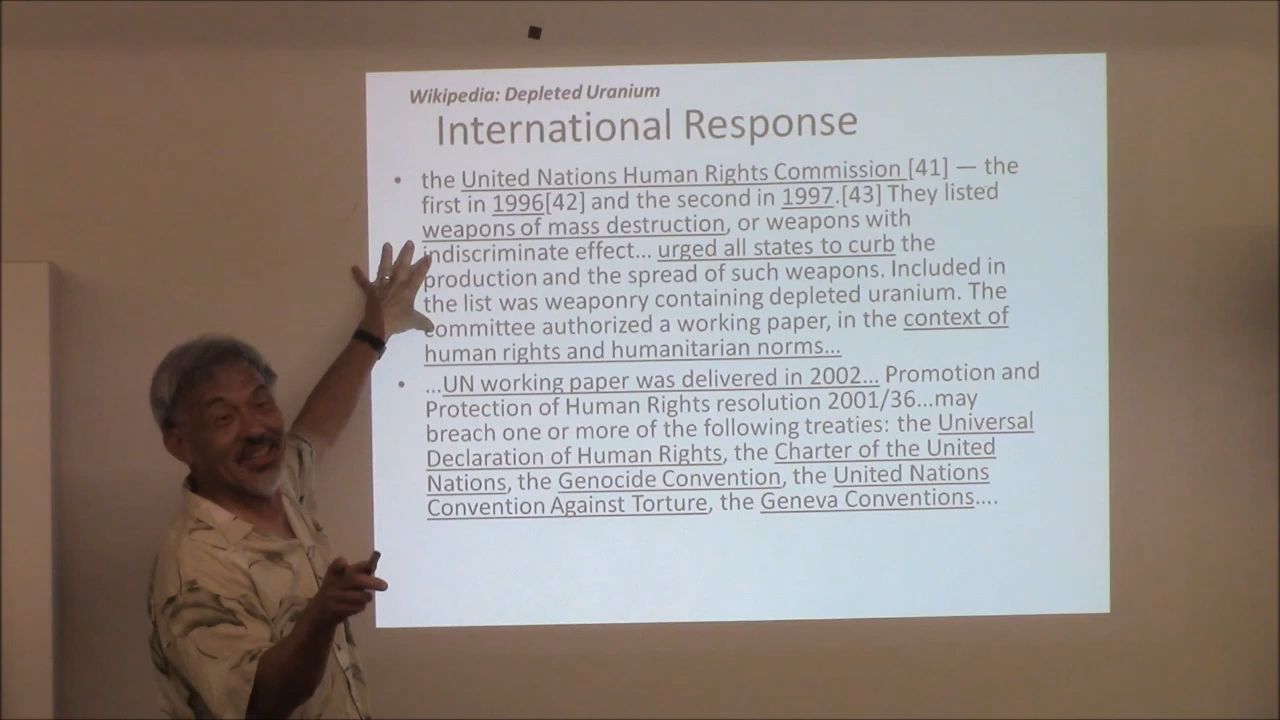 Wikipedia: Depleted Uranium
International Response
• the United Nations Human Rights Commission [41] — the
first in 1996[42] and the second in 1997.[43] They listed
weapons of mass destruction, or weapons with
indiscriminate effect... urged all states to curb the
production and the spread of such weapons. Included in
the list was weaponry containing depleted uranium. The
committee authorized a working paper, in the context of
human rights and humanitarian norms...
• ...UN working paper was delivered in 2002... Promotion and
Protection of Human Rights resolution 2001/36...may
breach one or more of the following treaties: the Universal
Declaration of Human Rights, the Charter of the United
Nations, the Genocide Convention, the United Nations
Convention Against Torture, the Geneva Conventions....